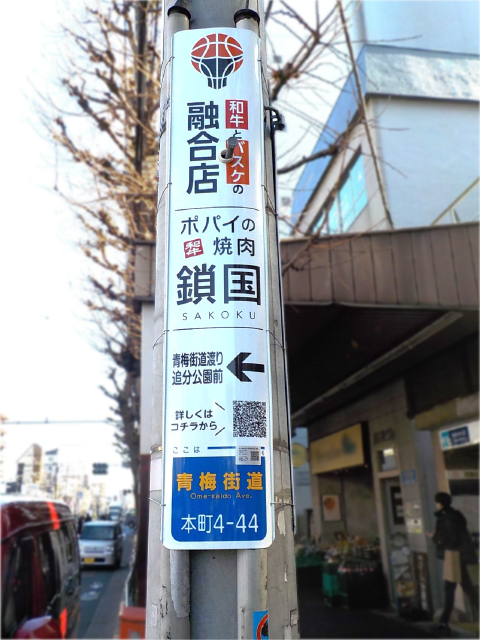 和牛とバスケの
融合店
ポパイの
和牛 焼肉
鎖国
SAKOKU
青梅街道渡り
追分公園前
詳しくは
コチラから
ここは
青梅街道
Ome-kaido Ave.
本町4-44